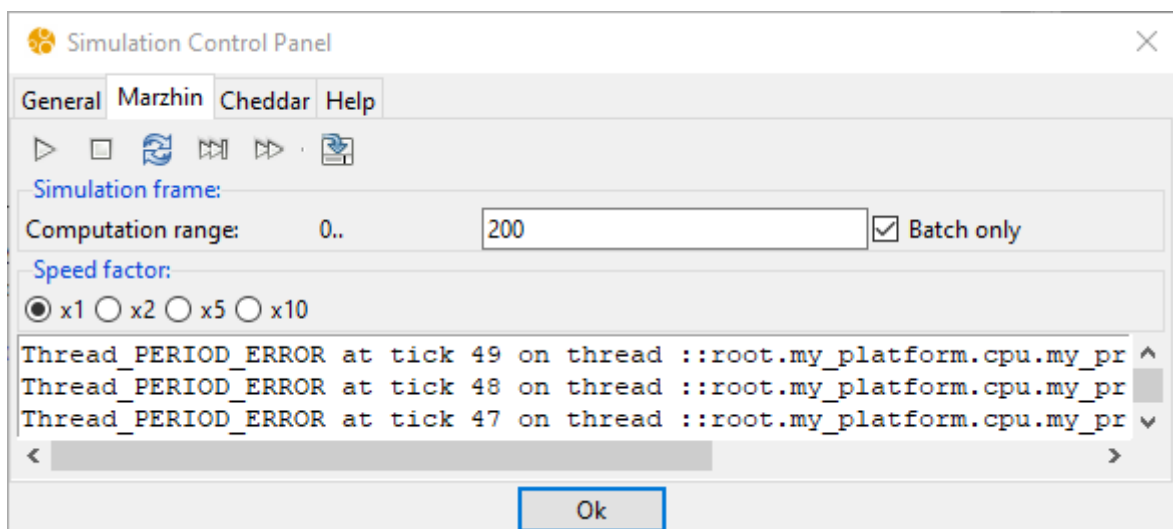 Simulation Control Panel
General Marzhin Cheddar Help
Simulation frame:
Computation range: 0.. 200 Batch only
Speed factor:
x1 x2 x5 x10
Thread_PERIOD_ERROR at tick 49 on thread ::root.my_platform.cpu.my_pr
Thread_PERIOD_ERROR at tick 48 on thread ::root.my_platform.cpu.my_pr
Thread_PERIOD_ERROR at tick 47 on thread ::root.my_platform.cpu.my_pr
Ok